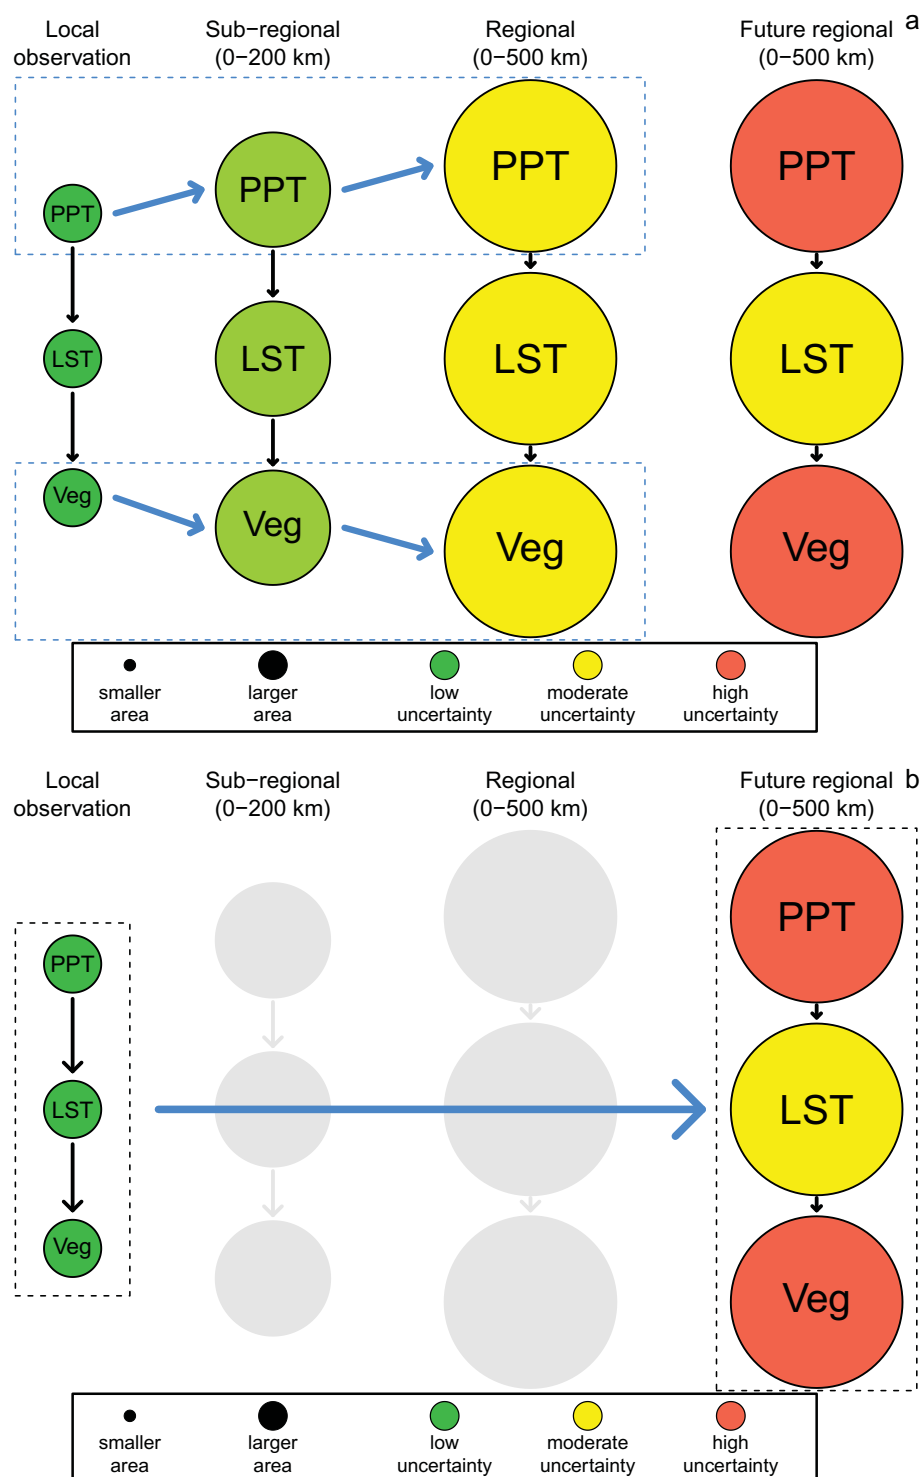 Local
observation
Sub−regional
(0−200 km)
Regional
(0−500 km)
Future regional
(0−500 km)
a
PPT
PPT
PPT
PPT
LST
LST
LST
LST
Veg
Veg
Veg
Veg
smaller
area
larger
area
low
uncertainty
moderate
uncertainty
high
uncertainty
Local
observation
Sub−regional
(0−200 km)
Regional
(0−500 km)
Future regional
(0−500 km)
b
PPT
PPT
LST
LST
Veg
Veg
smaller
area
larger
area
low
uncertainty
moderate
uncertainty
high
uncertainty